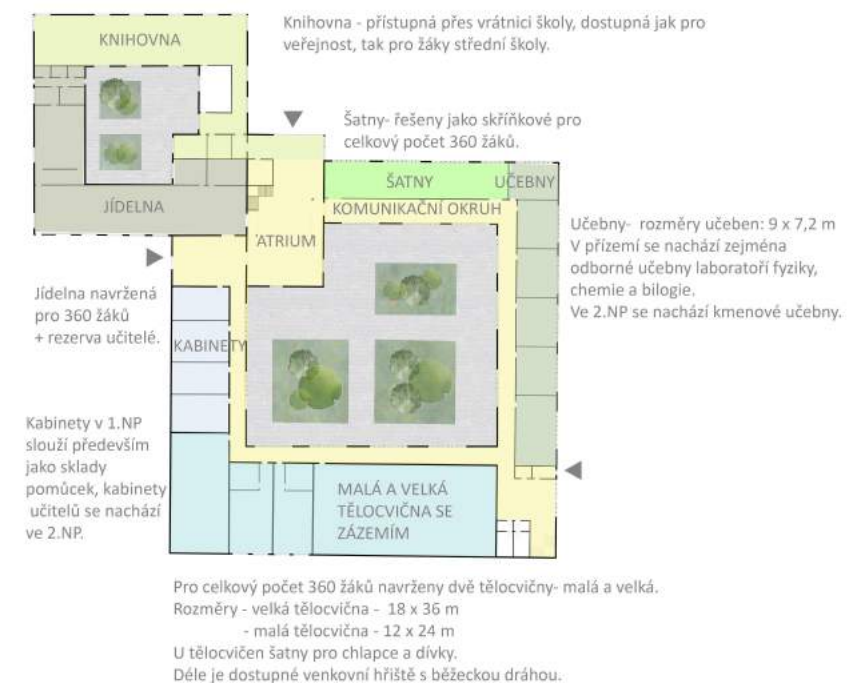 Knihovna - přístupná přes vrátnici školy, dostupná jak pro
veřejnost, tak pro žáky střední školy.
KNIHOVNA
Šatny- řešeny jako skříňkové pro
celkový počet 360 žáků.
ŠATNY
UČEBNY
JÍDELNA
KOMUNIKAČNÍ OKRUH
ATRIUM
Učebny- rozměry učeben: 9 x 7,2 m
V přízemí se nachází zejména
odborné učebny laboratoří fyziky,
chemie a bilogie.
Ve 2.NP se nachází kmenové učebny.
Jídelna navržená
pro 360 žáků
+ rezerva učitelé.
KABINETY
Kabinety v 1.NP
slouží především
jako sklady
pomůcek, kabinety
učitelů se nachází
ve 2.NP.
MALÁ A VELKÁ
TĚLOCVIČNA SE
ZÁZEMÍM
Pro celkový počet 360 žáků navrženy dvě tělocvičny- malá a velká.
Rozměry - velká tělocvična - 18 x 36 m
- malá tělocvična - 12 x 24 m
U tělocvičen šatny pro chlapce a dívky.
Déle je dostupné venkovní hřiště s běžeckou dráhou.